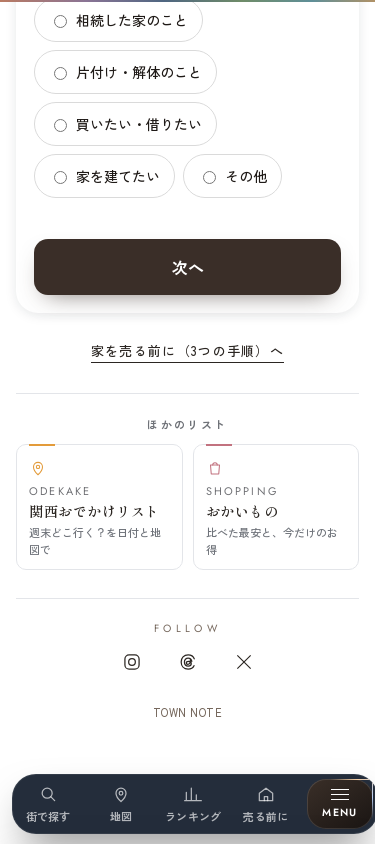 相続した家のこと
片付け・解体のこと
買いたい・借りたい
家を建てたい
その他
次へ
家を売る前に（3つの手順）へ
ほかのリスト
ODEKAKE
関西おでかけリスト
週末どこ行く？を日付と地
図で
SHOPPING
おかいもの
比べた最安と、今だけのお
得
FOLLOW
TOWN NOTE
街で探す
地図
ランキング
売る前に
MENU